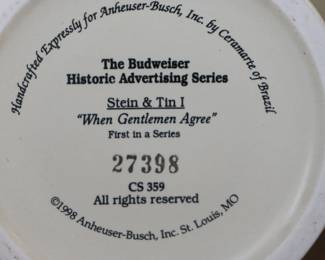 Handcrafted Expressly for Anheuser-Busch, Inc. by Ceramarte of Brazil
The Budweiser
Historic Advertising Series
Stein & Tin I
"When Gentlemen Agree"
First in a Series
27398
CS 359
All rights reserved
©1998 Anheuser-Busch, Inc. St. Louis, MO